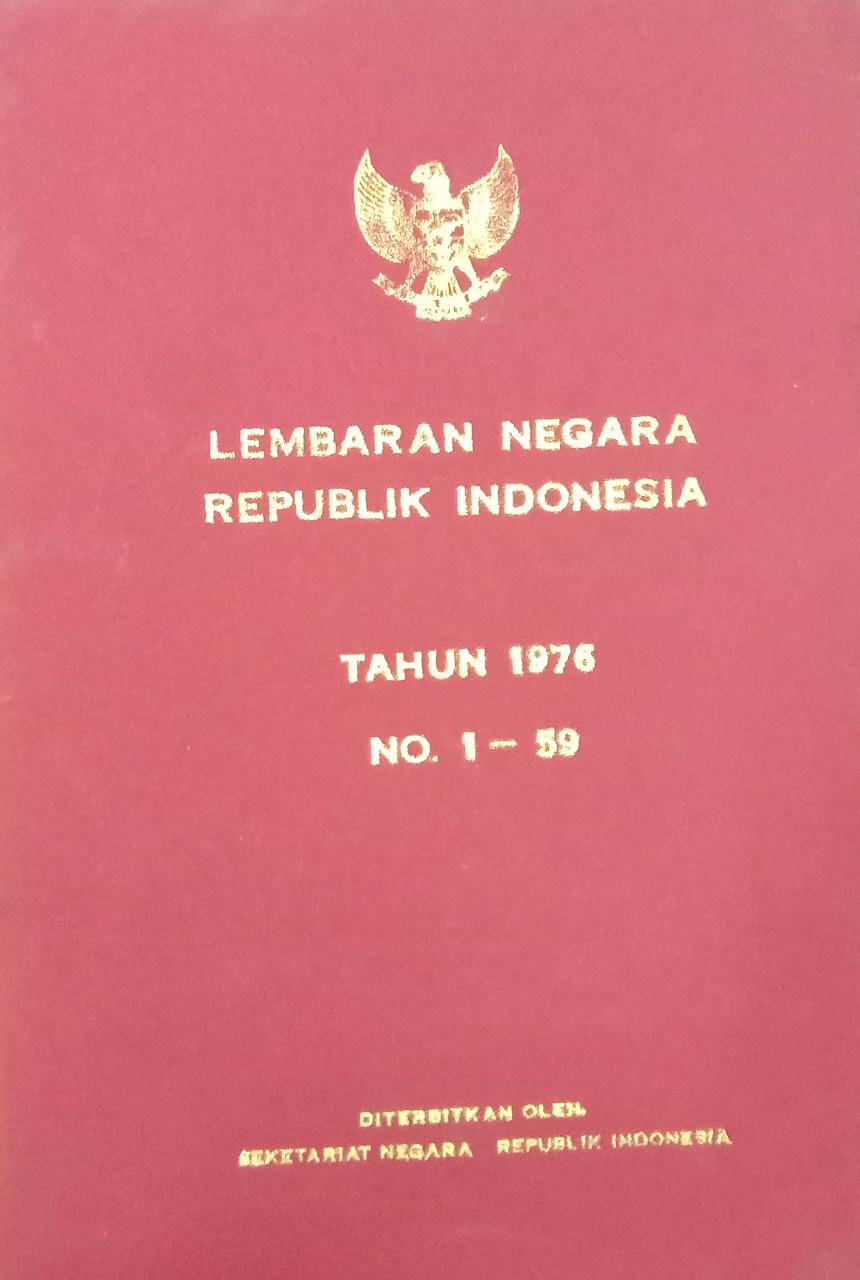 LEMBARAN NEGARA
REPUBLIK INDONESIA
TAHUN 1976
NO. 1 – 59
DITERBITKAN OLEH:
SEKETARIAT NEGARA REPUBLIK INDONESIA